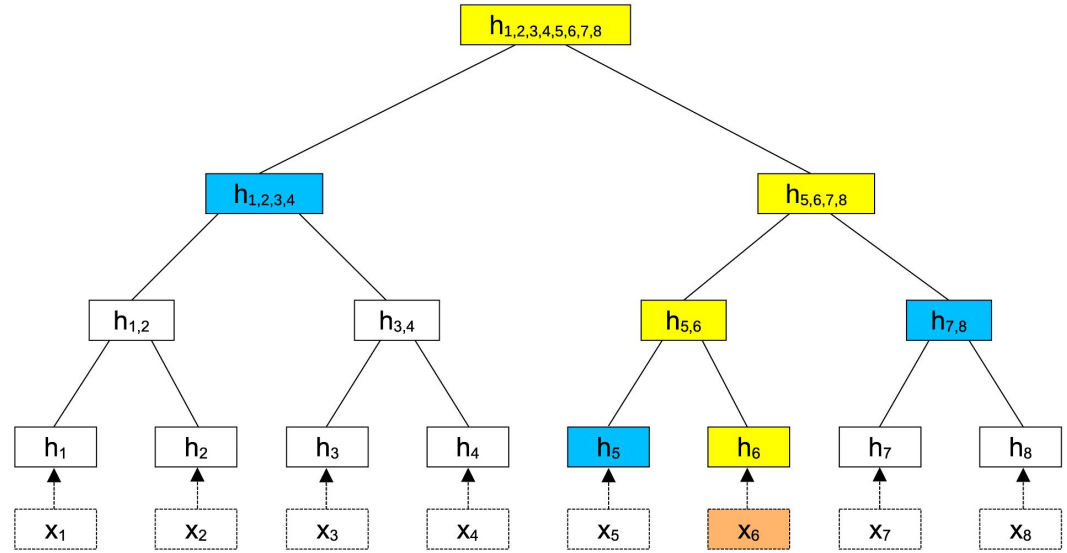 h1,2,3,4,5,6,7,8
h1,2,3,4 h5,6,7,8
h1,2 h3,4 h5,6 h7,8
h1 h2 h3 h4 h5 h6 h7 h8
x1 x2 x3 x4 x5 x6 x7 x8